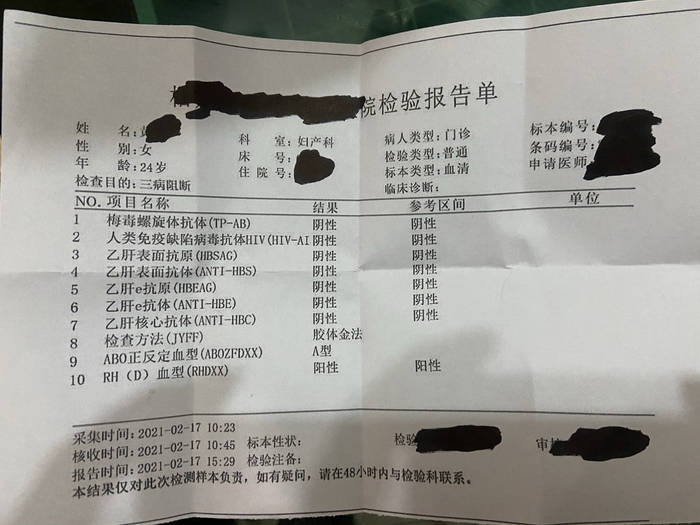 院检验报告单
姓 名:
科 室:妇产科
病人类型:门诊
标本编号:
性 别:女
床 号:
检验类型:普通
条码编号:
年 龄:24岁
住 院 号:
标本类型:血清
申请医师
检查目的:三病阻断
临床诊断:
NO. 项目名称 结果 参考区间 单位
1 梅毒螺旋体抗体(TP-AB) 阴性 阴性
2 人类免疫缺陷病毒抗体HIV(HIV-AI 阴性 阴性
3 乙肝表面抗原(HBSAG) 阴性 阴性
4 乙肝表面抗体(ANTI-HBS) 阴性 阴性
5 乙肝e抗原(HBEAG) 阴性 阴性
6 乙肝e抗体(ANTI-HBE) 阴性 阴性
7 乙肝核心抗体(ANTI-HBC) 阴性 阴性
8 检查方法(JYFF) 胶体金法
9 ABO正反定血型(ABOZFDXX) A型
10 RH（D）血型(RHDXX) 阳性 阳性
采集时间:2021-02-17 10:23
核收时间:2021-02-17 10:45 标本性状:
检验
审
报告时间:2021-02-17 15:29 检验注备:
本结果仅对此次检测样本负责，如有疑问，请在48小时内与检验科联系。